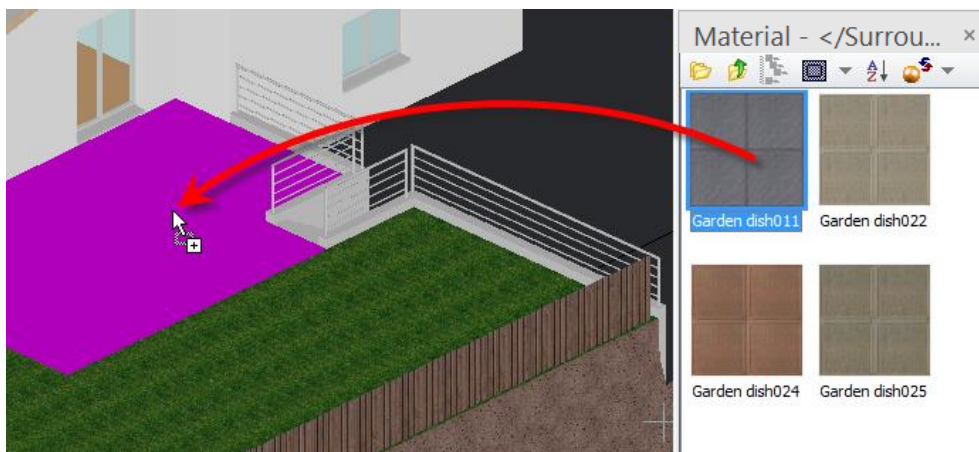 Material - </Surrou... ×
A
Z
Garden dish011 Garden dish022
Garden dish024 Garden dish025